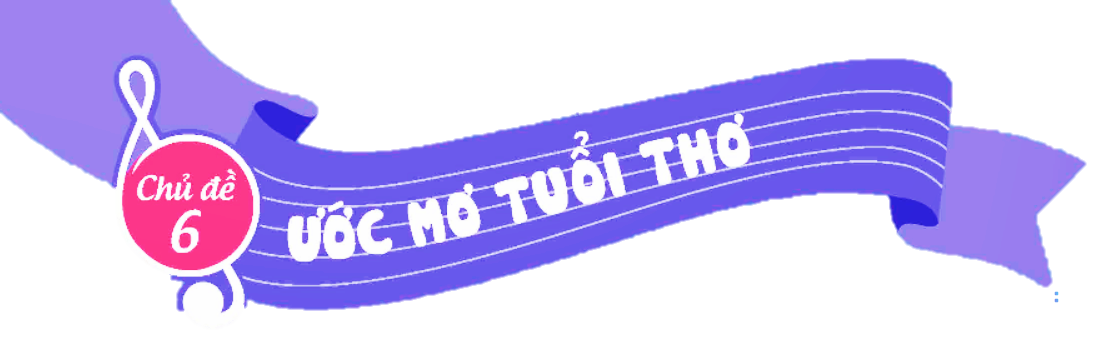 Chủ đề
6
ƯỚC MƠ TUỔI THƠ